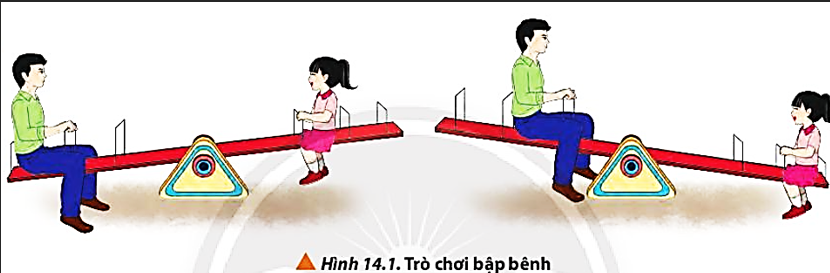 Hình 14.1. Trò chơi bập bênh